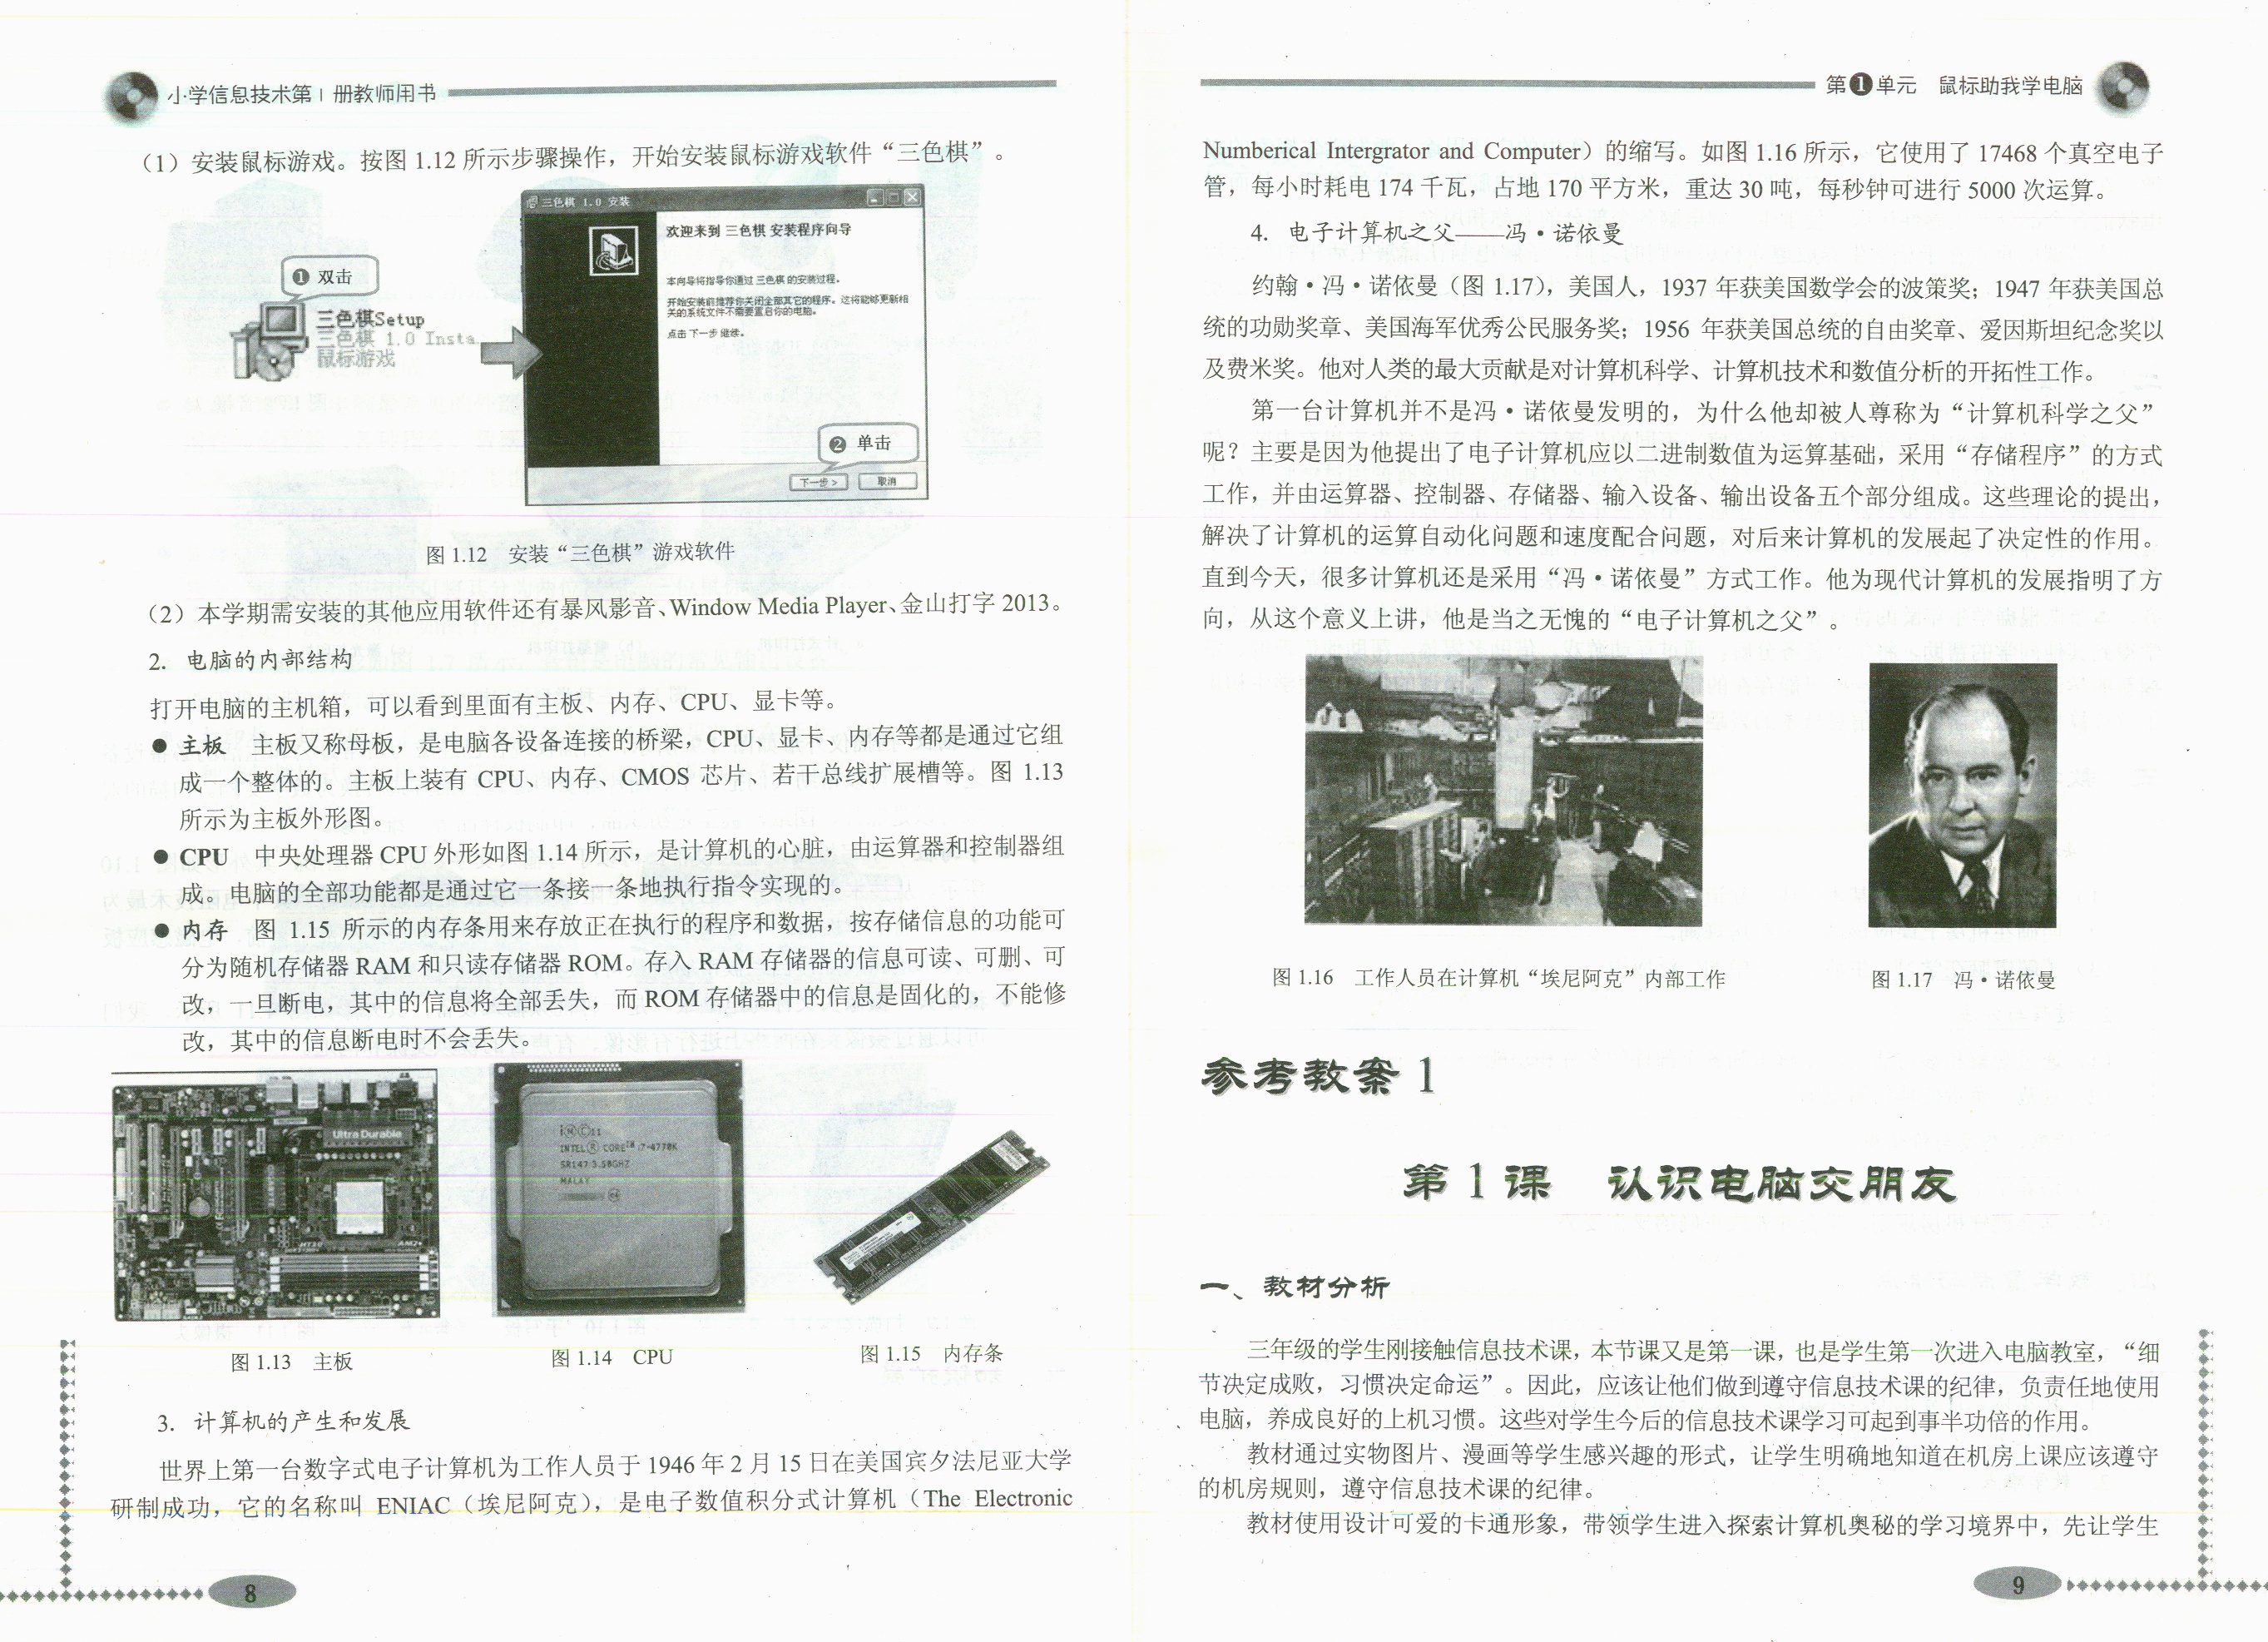 小学信息技术第1册教师用书
（1）安装鼠标游戏。按图 1.12 所示步骤操作，开始安装鼠标游戏软件“三色棋”。
❶ 双击
三色棋Setup
三色棋 1.0 Insta
鼠标游戏
三色棋 1.0 安装
欢迎来到 三色棋 安装程序向导
本向导将指导你通过 三色棋 的安装过程。
开始安装前推荐你关闭全部其它的程序。这将能够更新相
关的系统文件不需要重启你的电脑。
点击 下一步 继续。
❷ 单击
下一步 >
取消
图 1.12 安装“三色棋”游戏软件
（2）本学期需安装的其他应用软件还有暴风影音、Window Media Player、金山打字 2013。
2. 电脑的内部结构
打开电脑的主机箱，可以看到里面有主板、内存、CPU、显卡等。
● 主板 主板又称母板，是电脑各设备连接的桥梁，CPU、显卡、内存等都是通过它组
成一个整体的。主板上装有 CPU、内存、CMOS 芯片、若干总线扩展槽等。图 1.13
所示为主板外形图。
● CPU 中央处理器 CPU 外形如图 1.14 所示，是计算机的心脏，由运算器和控制器组
成。电脑的全部功能都是通过它一条接一条地执行指令实现的。
● 内存 图 1.15 所示的内存条用来存放正在执行的程序和数据，按存储信息的功能可
分为随机存储器 RAM 和只读存储器 ROM。存入 RAM 存储器的信息可读、可删、可
改，一旦断电，其中的信息将全部丢失，而 ROM 存储器中的信息是固化的，不能修
改，其中的信息断电时不会丢失。
Ultra Durable
INTEL® CORE™ i7-4770K
SR147 3.50GHZ
MALAY
图 1.13 主板
图 1.14 CPU
图 1.15 内存条
3. 计算机的产生和发展
世界上第一台数字式电子计算机为工作人员于 1946 年 2 月 15 日在美国宾夕法尼亚大学
研制成功，它的名称叫 ENIAC（埃尼阿克），是电子数值积分式计算机（The Electronic
8
第❶单元 鼠标助我学电脑
Numberical Intergrator and Computer）的缩写。如图 1.16 所示，它使用了 17468 个真空电子
管，每小时耗电 174 千瓦，占地 170 平方米，重达 30 吨，每秒钟可进行 5000 次运算。
4. 电子计算机之父——冯·诺依曼
约翰·冯·诺依曼（图 1.17），美国人，1937 年获美国数学会的波策奖；1947 年获美国总
统的功勋奖章、美国海军优秀公民服务奖；1956 年获美国总统的自由奖章、爱因斯坦纪念奖以
及费米奖。他对人类的最大贡献是对计算机科学、计算机技术和数值分析的开拓性工作。
第一台计算机并不是冯·诺依曼发明的，为什么他却被人尊称为“计算机科学之父”
呢？主要是因为他提出了电子计算机应以二进制数值为运算基础，采用“存储程序”的方式
工作，并由运算器、控制器、存储器、输入设备、输出设备五个部分组成。这些理论的提出，
解决了计算机的运算自动化问题和速度配合问题，对后来计算机的发展起了决定性的作用。
直到今天，很多计算机还是采用“冯·诺依曼”方式工作。他为现代计算机的发展指明了方
向，从这个意义上讲，他是当之无愧的“电子计算机之父”。
图 1.16 工作人员在计算机“埃尼阿克”内部工作
图 1.17 冯·诺依曼
参考教案 1
第 1 课 认识电脑交朋友
一、教材分析
三年级的学生刚接触信息技术课，本节课又是第一课，也是学生第一次进入电脑教室，“细
节决定成败，习惯决定命运”。因此，应该让他们做到遵守信息技术课的纪律，负责任地使用
电脑，养成良好的上机习惯。这些对学生今后的信息技术课学习可起到事半功倍的作用。
教材通过实物图片、漫画等学生感兴趣的形式，让学生明确地知道在机房上课应该遵守
的机房规则，遵守信息技术课的纪律。
教材使用设计可爱的卡通形象，带领学生进入探索计算机奥秘的学习境界中，先让学生
9